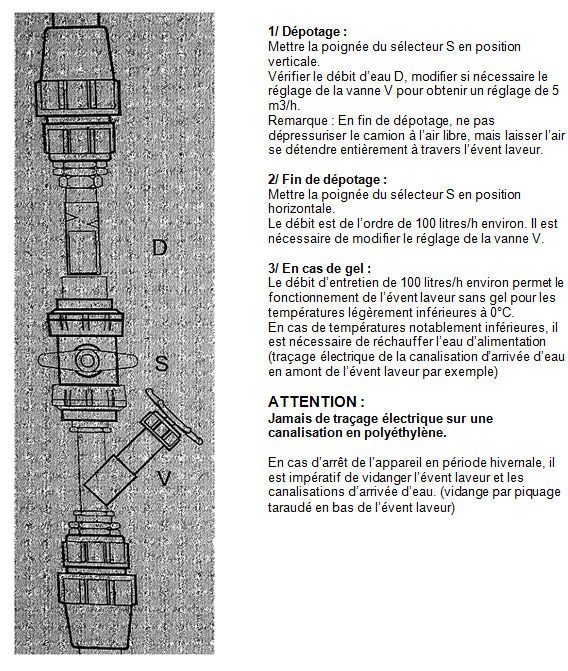 1/ Dépotage :
Mettre la poignée du sélecteur S en position
verticale.
Vérifier le débit d'eau D, modifier si nécessaire le
réglage de la vanne V pour obtenir un réglage de 5
m3/h.
Remarque : En fin de dépotage, ne pas
dépressuriser le camion à l'air libre, mais laisser l'air
se détendre entièrement à travers l'évent laveur.
2/ Fin de dépotage :
Mettre la poignée du sélecteur S en position
horizontale.
Le débit est de l'ordre de 100 litres/h environ. Il est
nécessaire de modifier le réglage de la vanne V.
3/ En cas de gel :
Le débit d'entretien de 100 litres/h environ permet le
fonctionnement de l'évent laveur sans gel pour les
températures légèrement inférieures à 0°C.
En cas de températures notablement inférieures, il
est nécessaire de réchauffer l'eau d'alimentation
(traçage électrique de la canalisation d'arrivée d'eau
en amont de l'évent laveur par exemple)
ATTENTION :
Jamais de traçage électrique sur une
canalisation en polyéthylène.
En cas d'arrêt de l'appareil en période hivernale, il
est impératif de vidanger l'évent laveur et les
canalisations d'arrivée d'eau. (vidange par piquage
taraudé en bas de l'évent laveur)
D
S
V